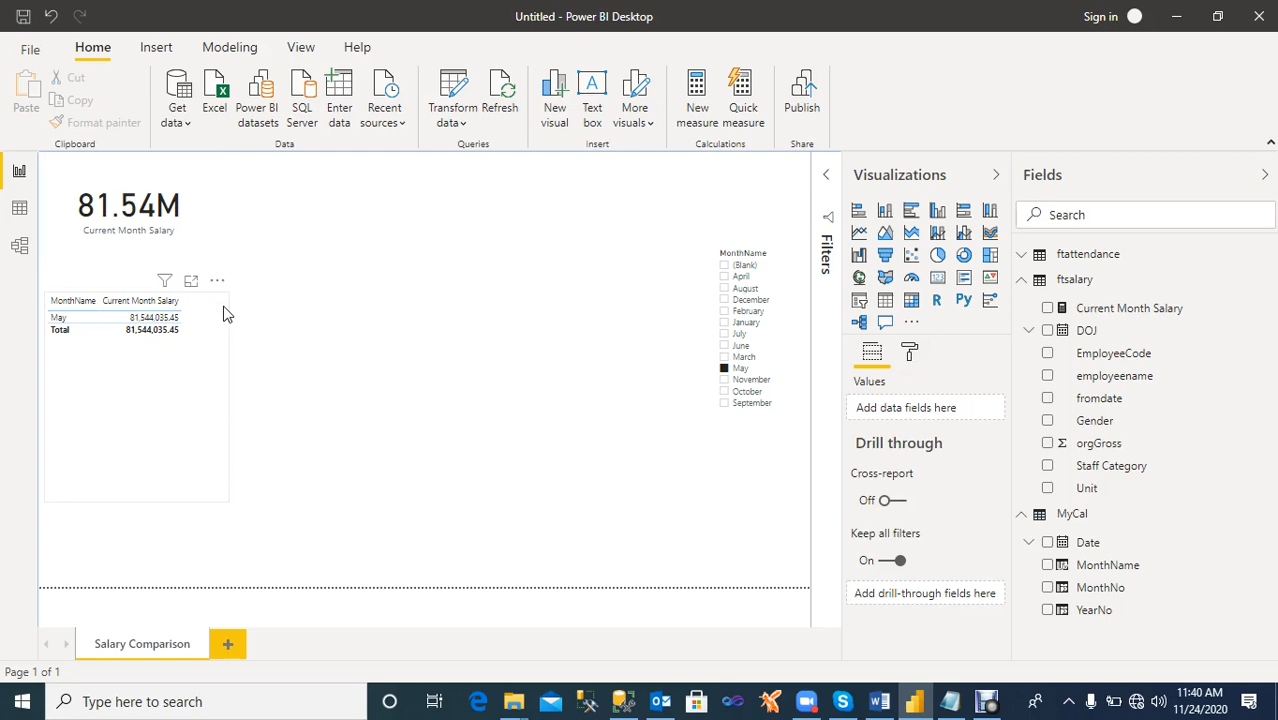 Untitled - Power BI Desktop
Sign in
File
Home
Insert
Modeling
View
Help
Paste
Cut
Copy
Format painter
Clipboard
Get data
Excel
Power BI datasets
SQL Server
Enter data
Recent sources
Data
Transform data
Refresh
Queries
New visual
Text box
More visuals
Insert
New measure
Quick measure
Calculations
Publish
Share
81.54M
Current Month Salary
MonthName Current Month Salary
May 81,544,035.45
Total 81,544,035.45
MonthName
(Blank)
April
August
December
February
January
July
June
March
May
November
October
September
Filters
Visualizations
R
Py
Values
Add data fields here
Drill through
Cross-report
Off
Keep all filters
On
Add drill-through fields here
Fields
Search
ftattendance
ftsalary
Current Month Salary
DOJ
EmployeeCode
employeename
fromdate
Gender
orgGross
Staff Category
Unit
MyCal
Date
MonthName
MonthNo
YearNo
Salary Comparison
Page 1 of 1
Type here to search
11:40 AM
11/24/2020